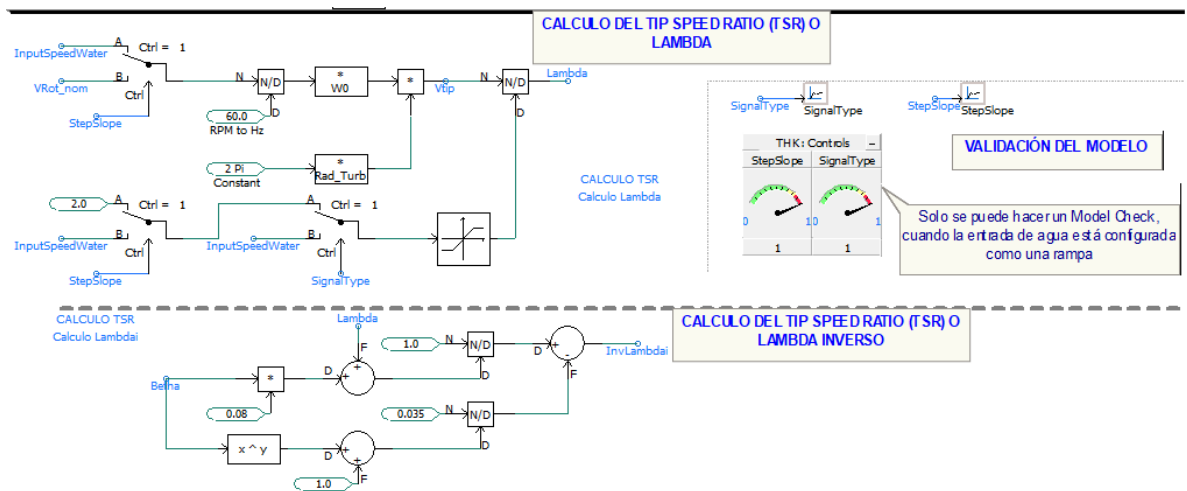 CALCULO DEL TIP SPEED RATIO (TSR) O
LAMBDA
InputSpeedWater
A
Ctrl = 1
B
VRot_nom
Ctrl
StepSlope
N
N/D
D
60.0
RPM to Hz
*
W0
*
Vtip
N
N/D
D
Lambda
2 Pi
Constant
*
Rad_Turb
2.0
A
Ctrl = 1
InputSpeedWater
B
Ctrl
StepSlope
A
Ctrl = 1
InputSpeedWater
B
Ctrl
SignalType
CALCULO TSR
Calculo Lambda
SignalType
SignalType
StepSlope
StepSlope
THK: Controls
StepSlope
SignalType
0
1
0
1
1
1
VALIDACIÓN DEL MODELO
Solo se puede hacer un Model Check,
cuando la entrada de agua está configurada
como una rampa
CALCULO TSR
Calculo Lambdai
CALCULO DEL TIP SPEED RATIO (TSR) O
LAMBDA INVERSO
Lambda
F
Betha
*
0.08
D
+
+
1.0
N
N/D
D
D
+
-
F
InvLambdai
0.035
N
N/D
D
x ^ y
D
+
+
F
1.0